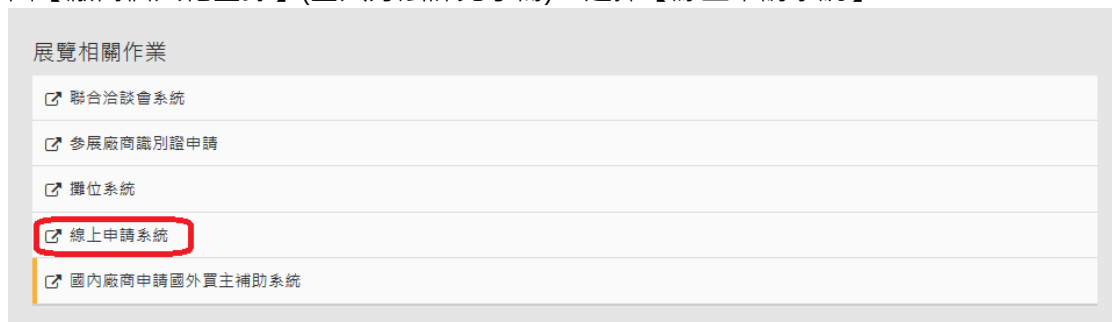 展覽相關作業
聯合洽談會系統
參展廠商識別證申請
攤位系統
線上申請系統
國內廠商申請國外買主補助系統